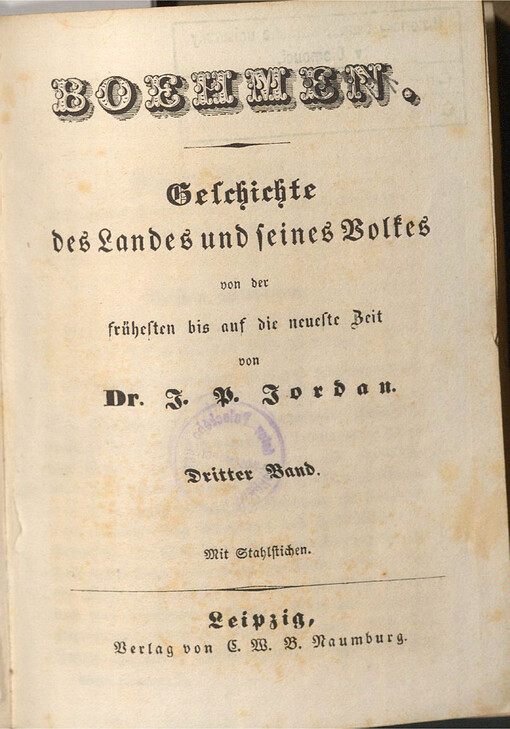 BOEHMEN.
Geſchichte
des Landes und ſeines Volkes
von der
früheſten bis auf die neueſte Zeit
von
Dr. J. P. Jordan.
Dritter Band.
Mit Stahlſtichen.
Leipzig,
Verlag von C. W. B. Naumburg.